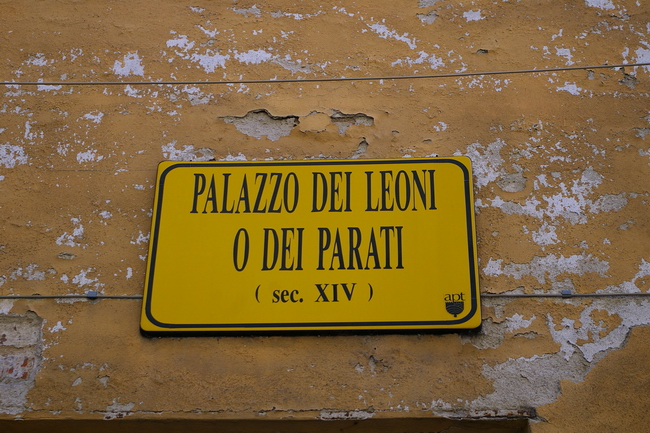 PALAZZO DEI LEONI
O DEI PARATI
( sec. XIV )
apt